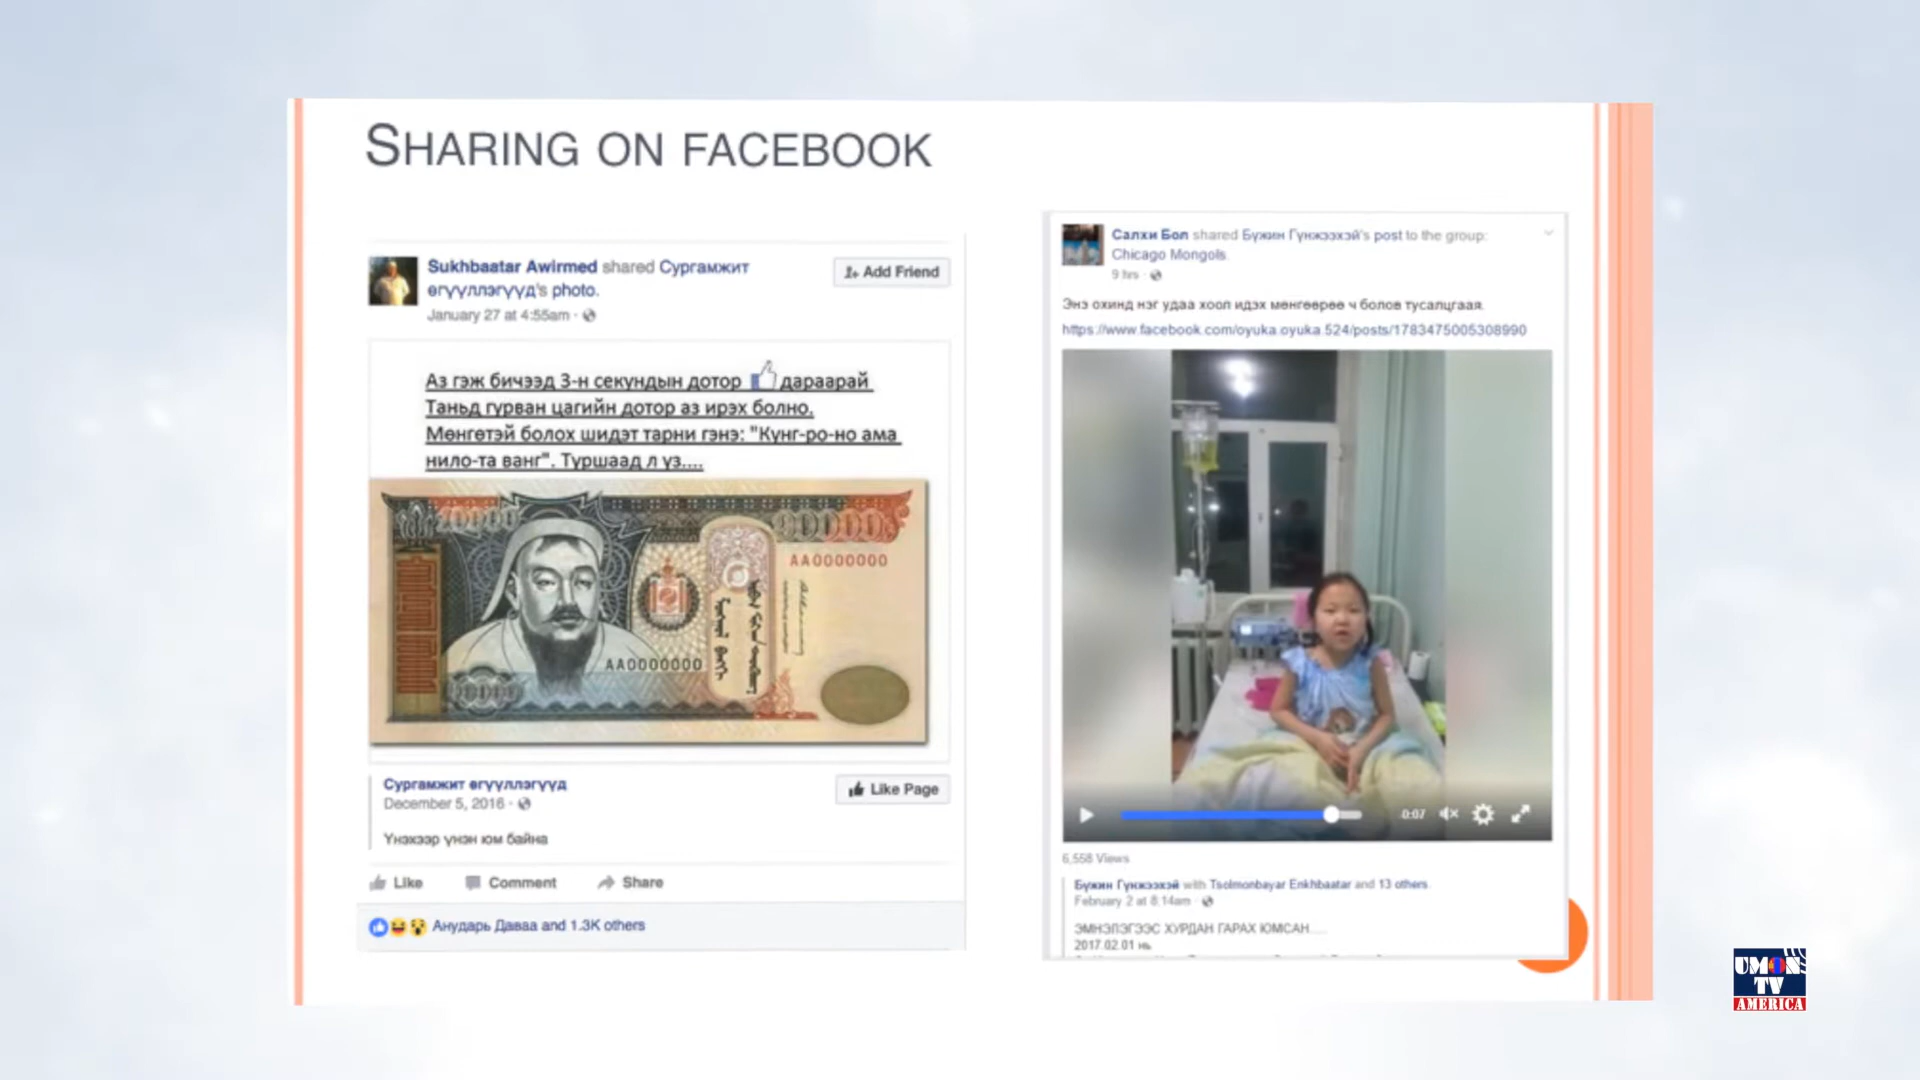 SHARING ON FACEBOOK
Sukhbaatar Awirmed shared Сургамжит
өгүүллэгүүд's photo.
Add Friend
January 27 at 4:55am ·
Аз гэж бичээд 3-н секундын дотор дараарай
Таньд гурван цагийн дотор аз ирэх болно.
Мөнгөтэй болох шидэт тарни гэнэ: "Кунг-ро-но ама
нило-та ванг". Туршаад л үз....
AA0000000
AA0000000
Сургамжит өгүүллэгүүд
December 5, 2016 ·
Like Page
Үнэхээр үнэн юм байна
Like Comment Share
Анударь Даваа and 1.3K others
Салхи Бол shared Бүжин Гүнжээхэй's post to the group:
Chicago Mongols.
9 hrs ·
Энэ охинд нэг удаа хоол идэх мөнгөөрөө ч болов тусалцгаая.
https://www.facebook.com/oyuka.oyuka.524/posts/1783475005308990
-0:07
6,558 Views
Бүжин Гүнжээхэй with Tsolmonbayar Enkhbaatar and 13 others.
February 2 at 8:14am ·
ЭМНЭЛЭГЭЭС ХУРДАН ГАРАХ ЮМСАН.....
2017.02.01 нь
UMON
TV
AMERICA